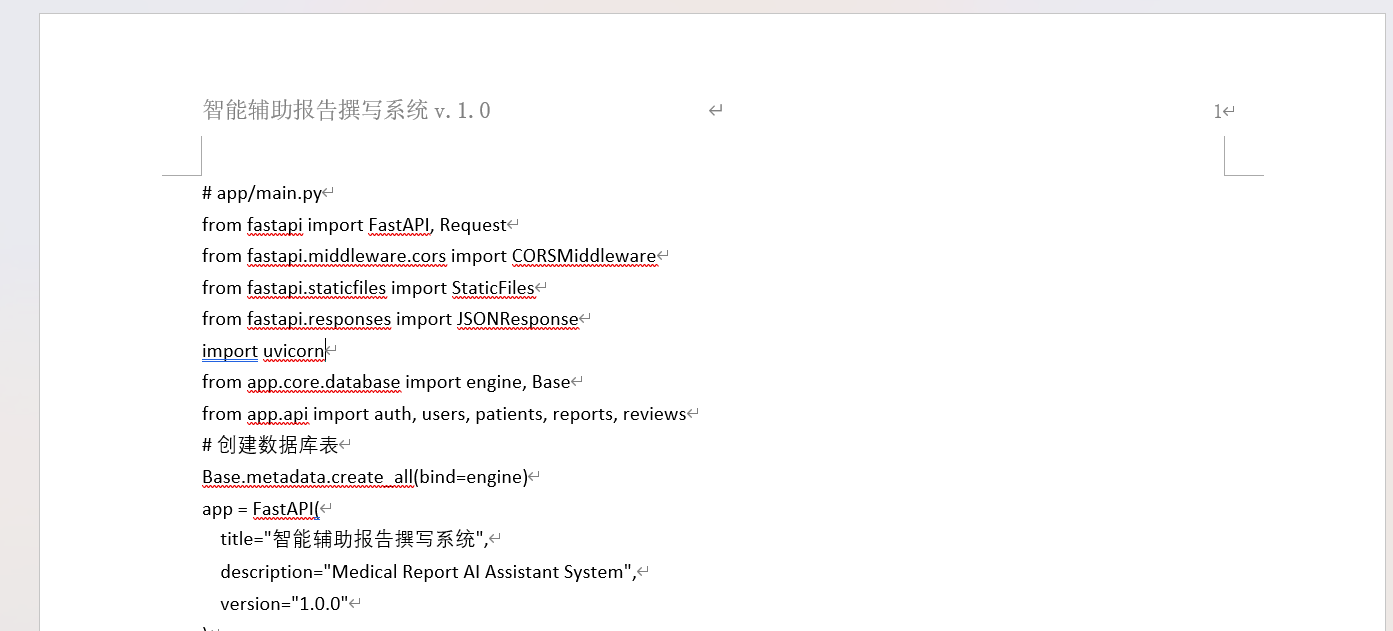 智能辅助报告撰写系统 v. 1. 0 ↵ 1↵
# app/main.py↵
from fastapi import FastAPI, Request↵
from fastapi.middleware.cors import CORSMiddleware↵
from fastapi.staticfiles import StaticFiles↵
from fastapi.responses import JSONResponse↵
import uvicorn↵
from app.core.database import engine, Base↵
from app.api import auth, users, patients, reports, reviews↵
# 创建数据库表↵
Base.metadata.create_all(bind=engine)↵
app = FastAPI(↵
    title="智能辅助报告撰写系统",↵
    description="Medical Report AI Assistant System",↵
    version="1.0.0"↵